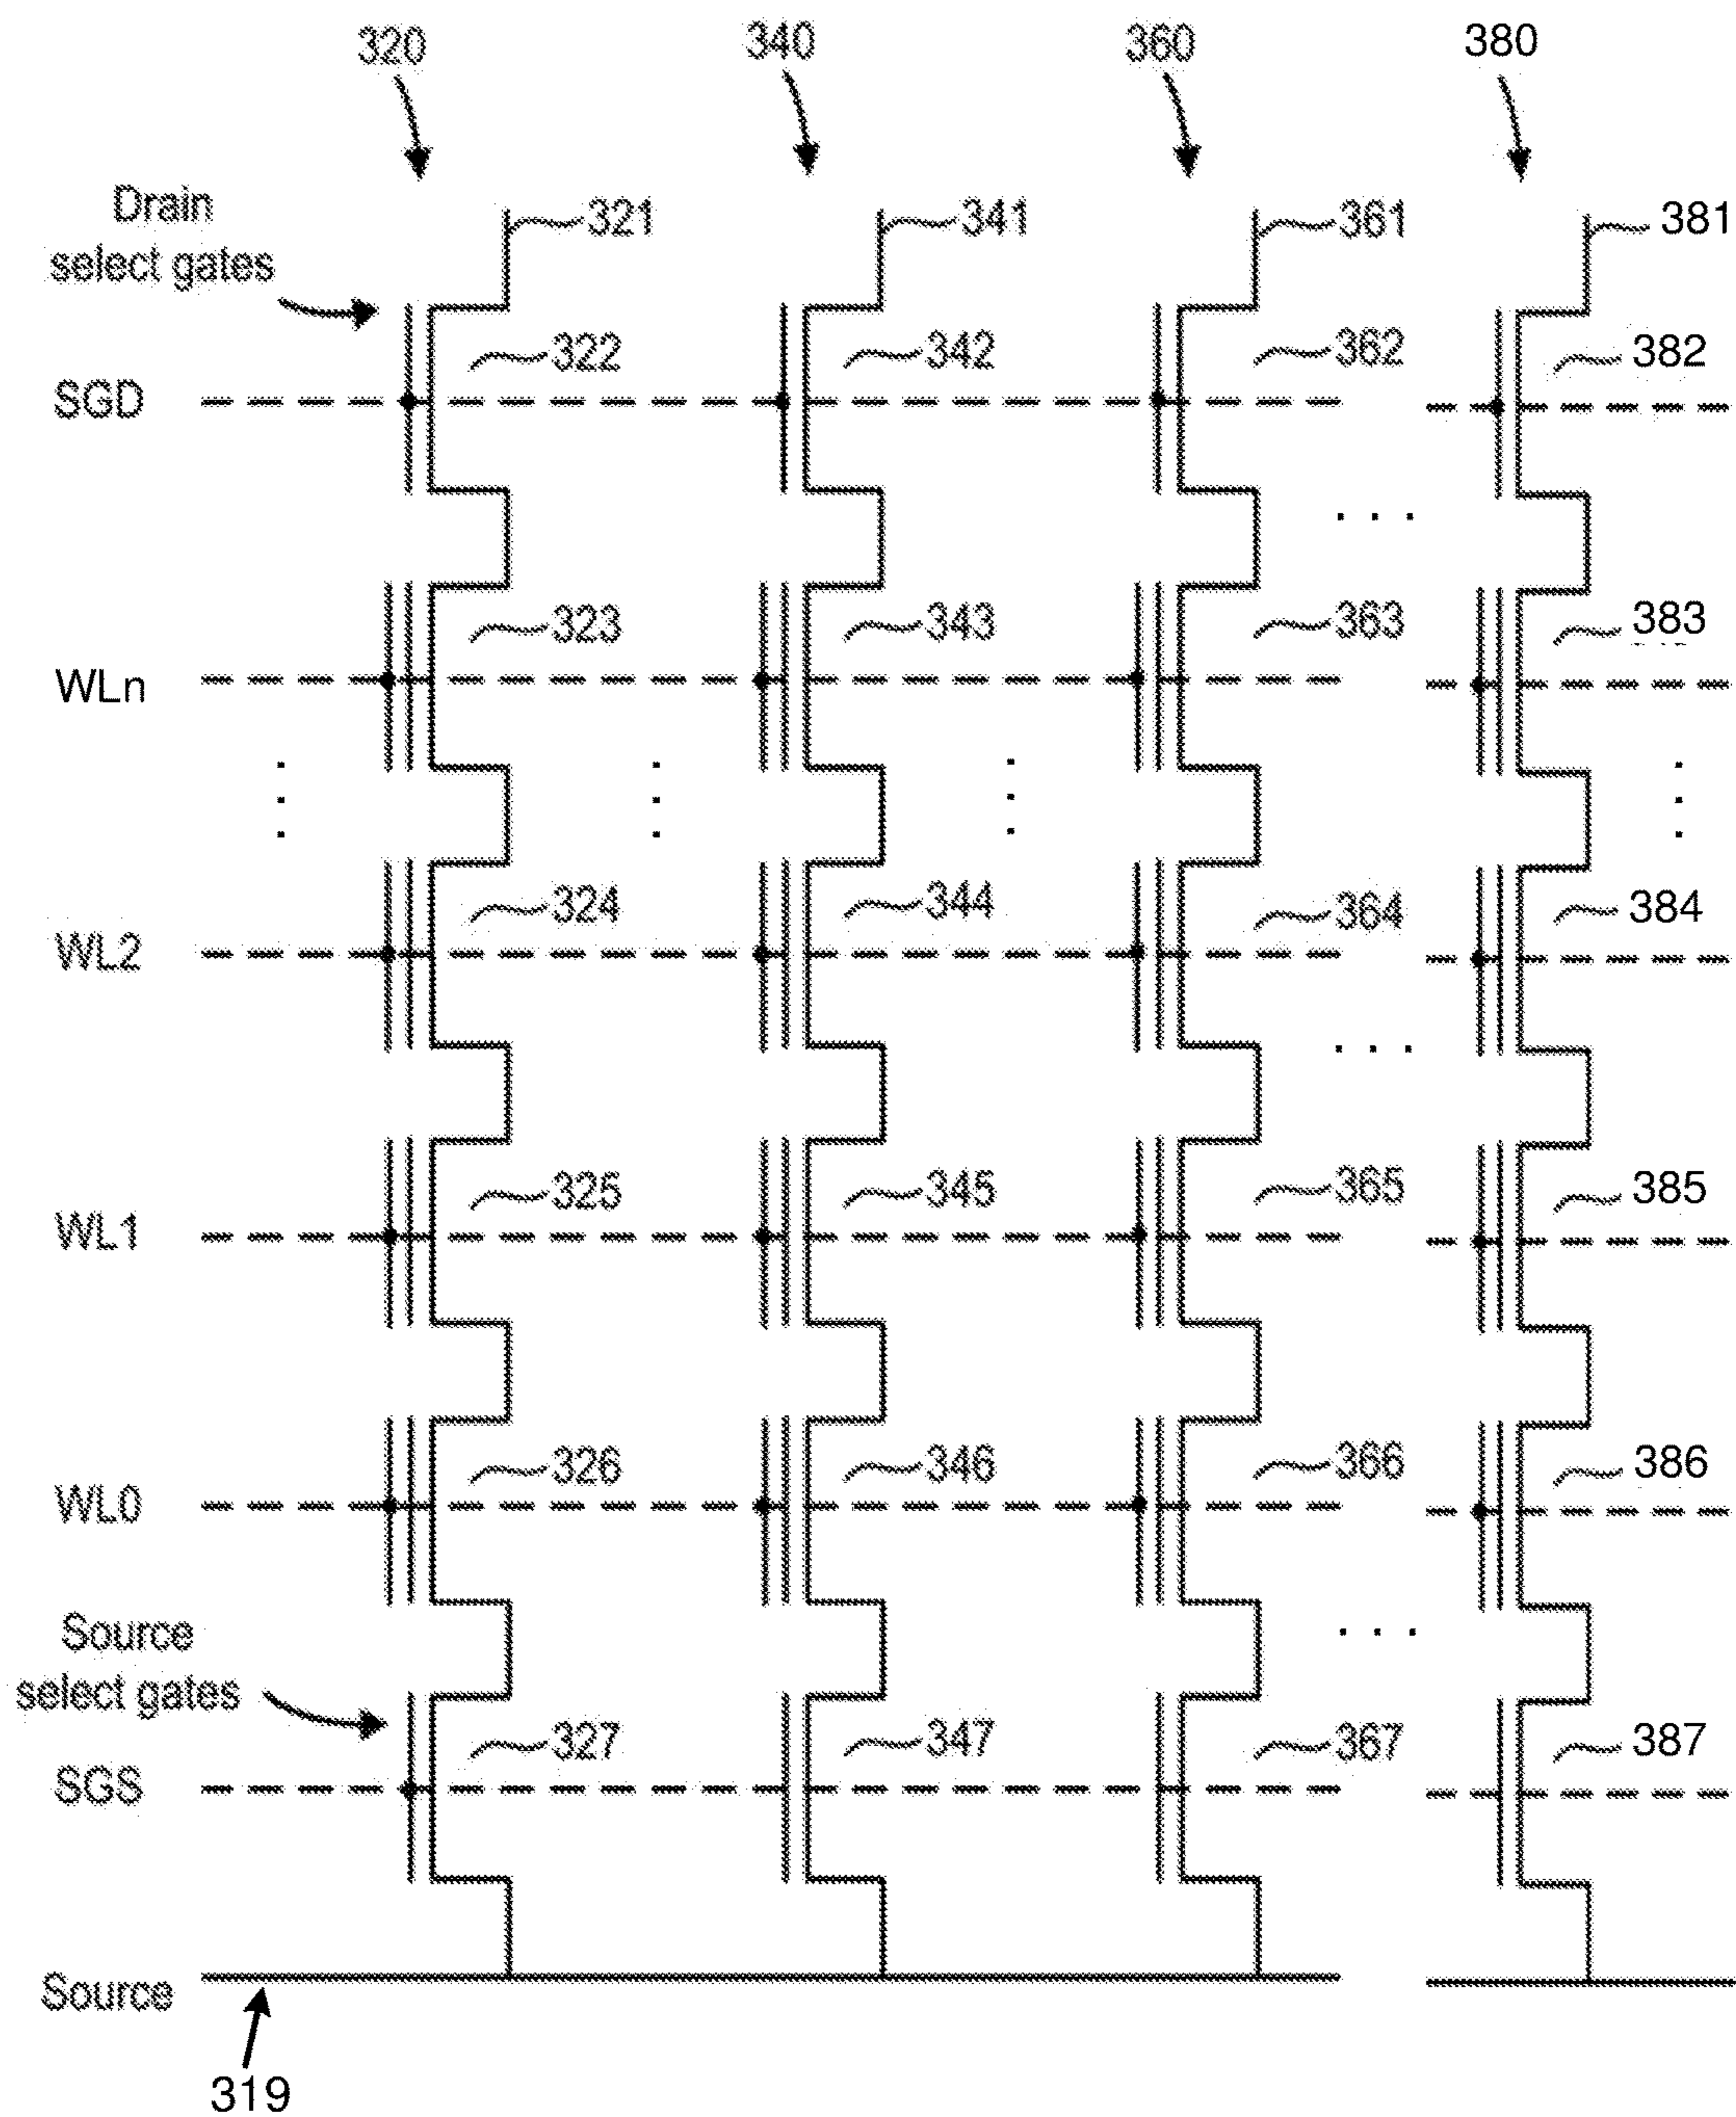 320 340 360 380
Drain
select gates
321 341 361 381
322 342 362 382
SGD
323 343 363 383
WLn
324 344 364 384
WL2
325 345 365 385
WL1
326 346 366 386
WL0
Source
select gates
327 347 367 387
SGS
Source
319